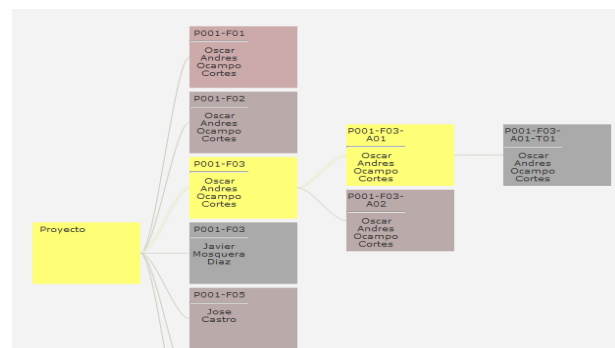 Proyecto
P001-F01
Oscar
Andres
Ocampo
Cortes
P001-F02
Oscar
Andres
Ocampo
Cortes
P001-F03
Oscar
Andres
Ocampo
Cortes
P001-F03
Javier
Mosquera
Diaz
P001-F05
Jose
Castro
P001-F03-
A01
Oscar
Andres
Ocampo
Cortes
P001-F03-
A02
Oscar
Andres
Ocampo
Cortes
P001-F03-
A01-T01
Oscar
Andres
Ocampo
Cortes